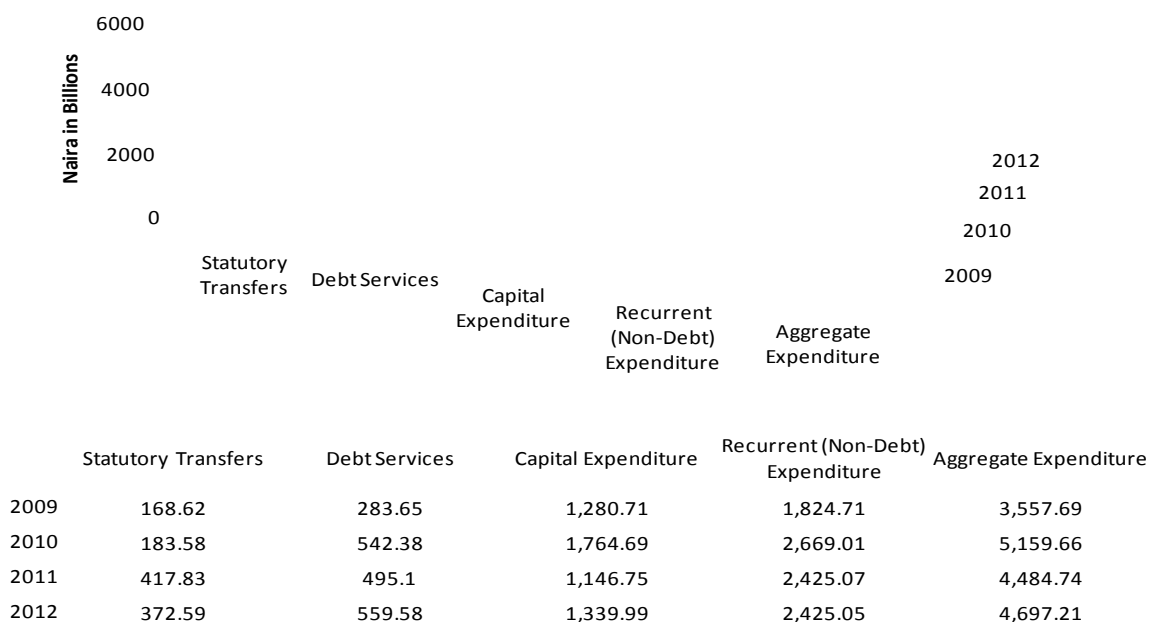 6000
4000
2000
0
Naira in Billions
2012
2011
2010
2009
Statutory
Transfers
Debt Services
Capital
Expenditure
Recurrent
(Non-Debt)
Expenditure
Aggregate
Expenditure
Statutory Transfers Debt Services Capital Expenditure Recurrent (Non-Debt) Expenditure Aggregate Expenditure
2009 168.62 283.65 1,280.71 1,824.71 3,557.69
2010 183.58 542.38 1,764.69 2,669.01 5,159.66
2011 417.83 495.1 1,146.75 2,425.07 4,484.74
2012 372.59 559.58 1,339.99 2,425.05 4,697.21